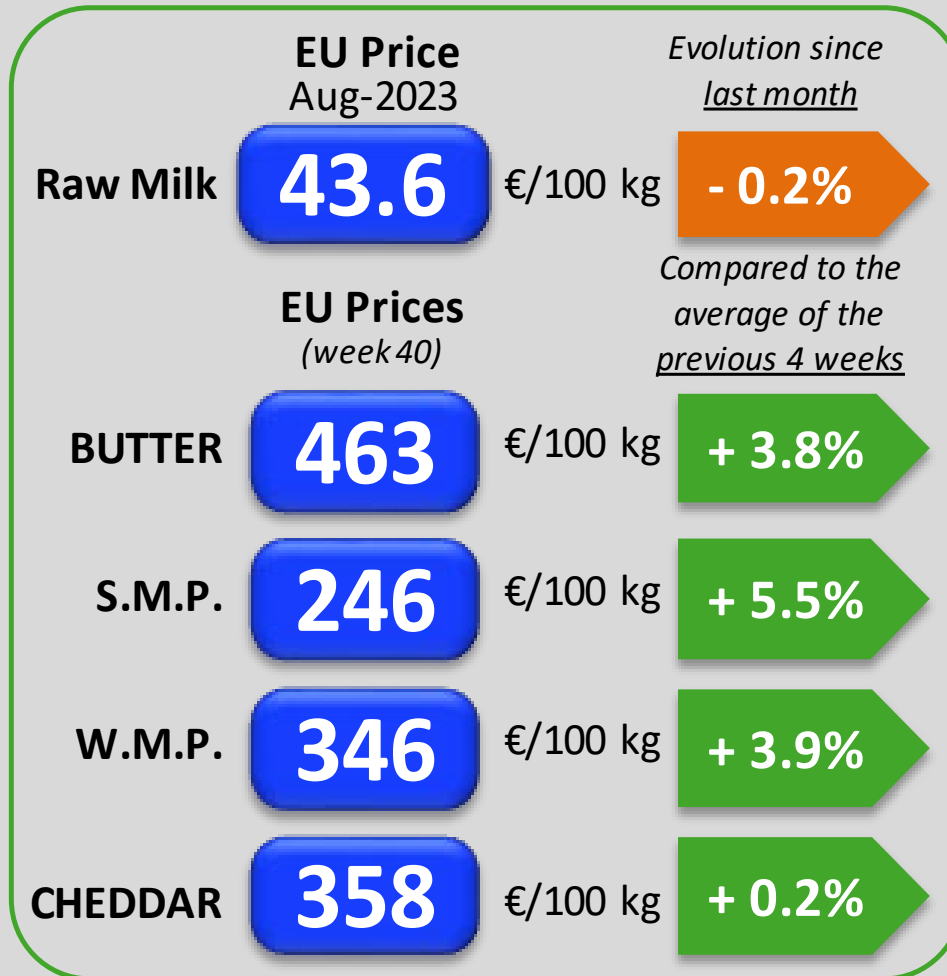 EU Price
Aug-2023
Evolution since
last month
Raw Milk 43.6 €/100 kg - 0.2%
EU Prices
(week 40)
Compared to the
average of the
previous 4 weeks
BUTTER 463 €/100 kg + 3.8%
S.M.P. 246 €/100 kg + 5.5%
W.M.P. 346 €/100 kg + 3.9%
CHEDDAR 358 €/100 kg + 0.2%